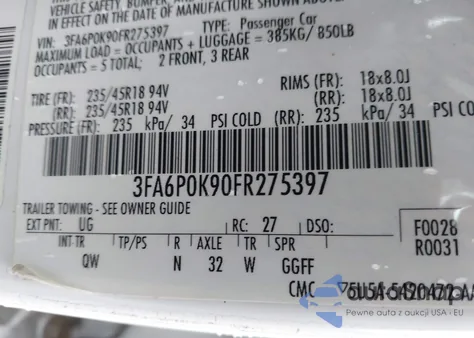 VEHICLE SAFETY, BUMPER, AND
IN EFFECT ON THE DATE OF MANUFACTURE SHOWN ABOVE.
VIN: 3FA6P0K90FR275397 TYPE: Passenger Car
MAXIMUM LOAD = OCCUPANTS + LUGGAGE = 385KG/ 850LB
OCCUPANTS = 5 TOTAL; 2 FRONT, 3 REAR
TIRE (FR): 235/45R18 94V RIMS (FR): 18x8.0J
(RR): 235/45R18 94V (RR): 18x8.0J
PRESSURE (FR): 235 kPa/ 34 PSI COLD (RR): 235 kPa/ 34 PSI COLD
3FA6P0K90FR275397
TRAILER TOWING - SEE OWNER GUIDE
EXT PNT: UG RC: 27 DSO: F0028
INT TR TP/PS R AXLE TR SPR R0031
QW N 32 W GGFF
CMC 5U5A-5420472-A
Pewne auta z aukcji USA - EU